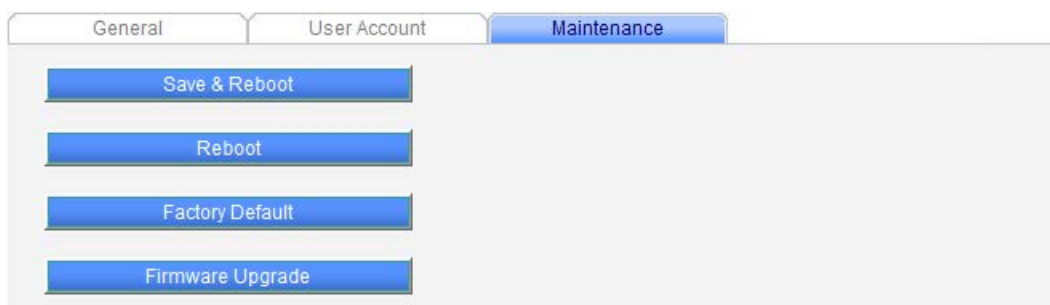 General User Account Maintenance
Save & Reboot
Reboot
Factory Default
Firmware Upgrade